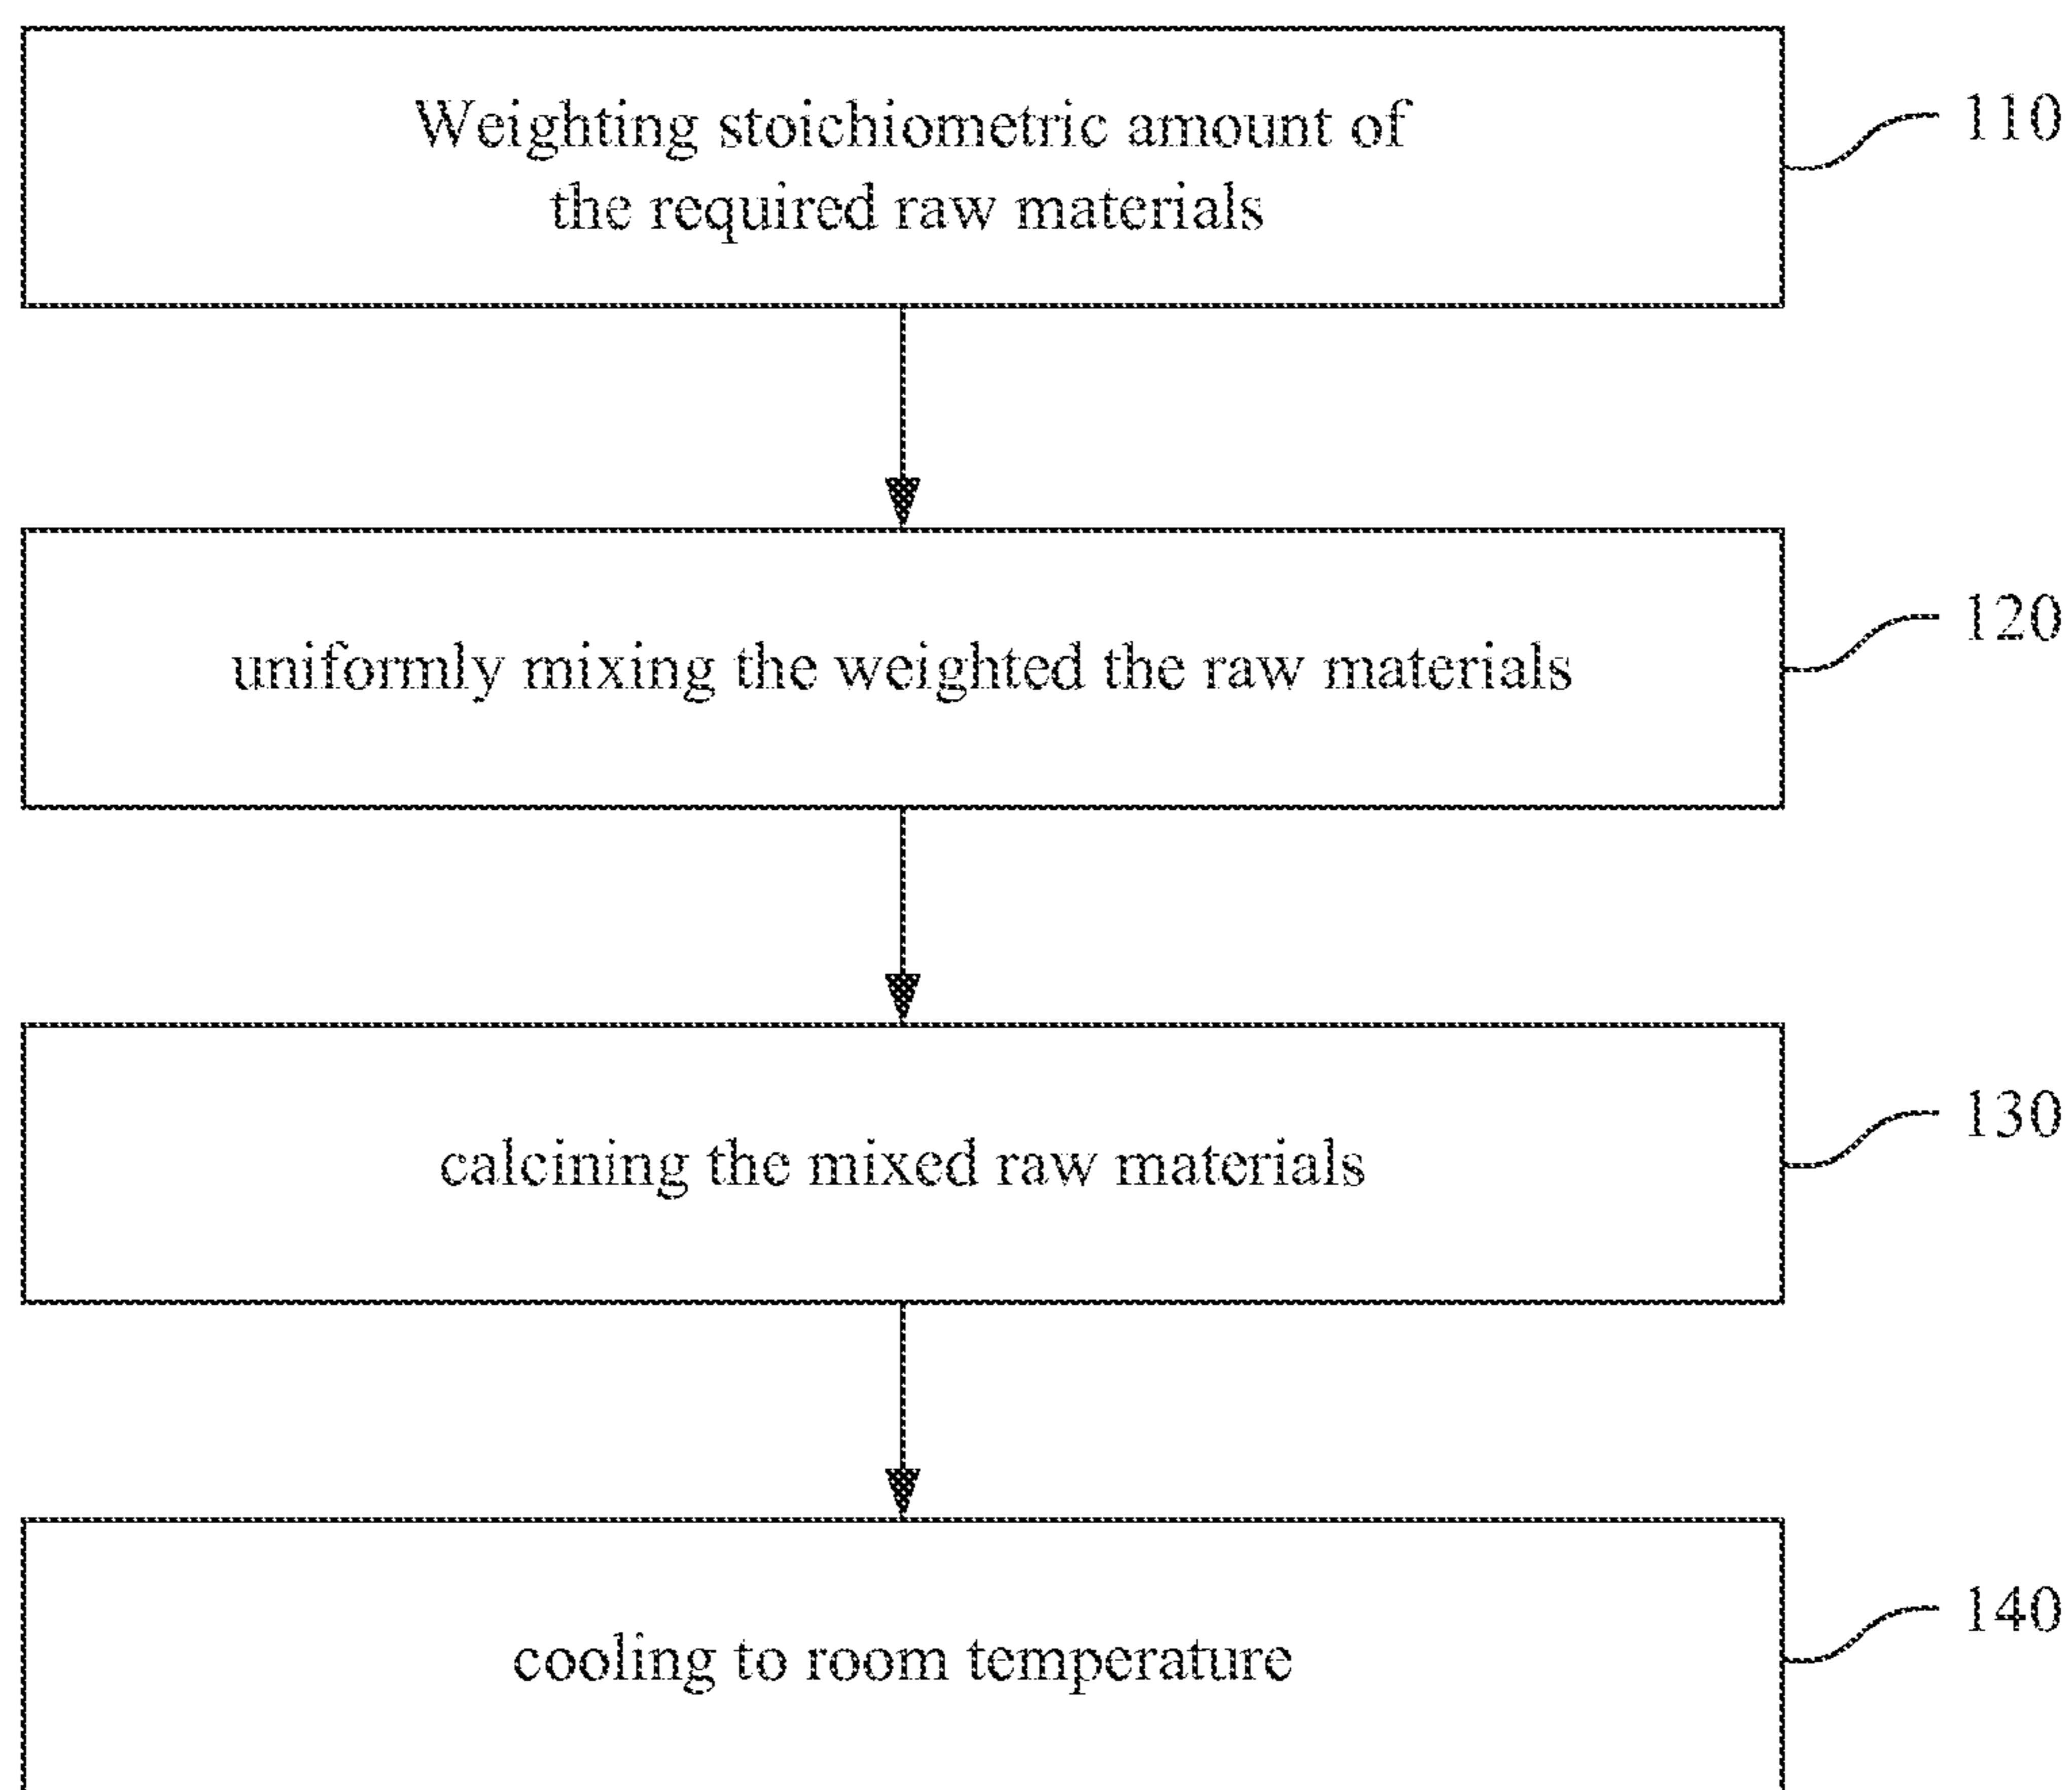 Weighting stoichiometric amount of
the required raw materials
110
uniformly mixing the weighted the raw materials
120
calcining the mixed raw materials
130
cooling to room temperature
140